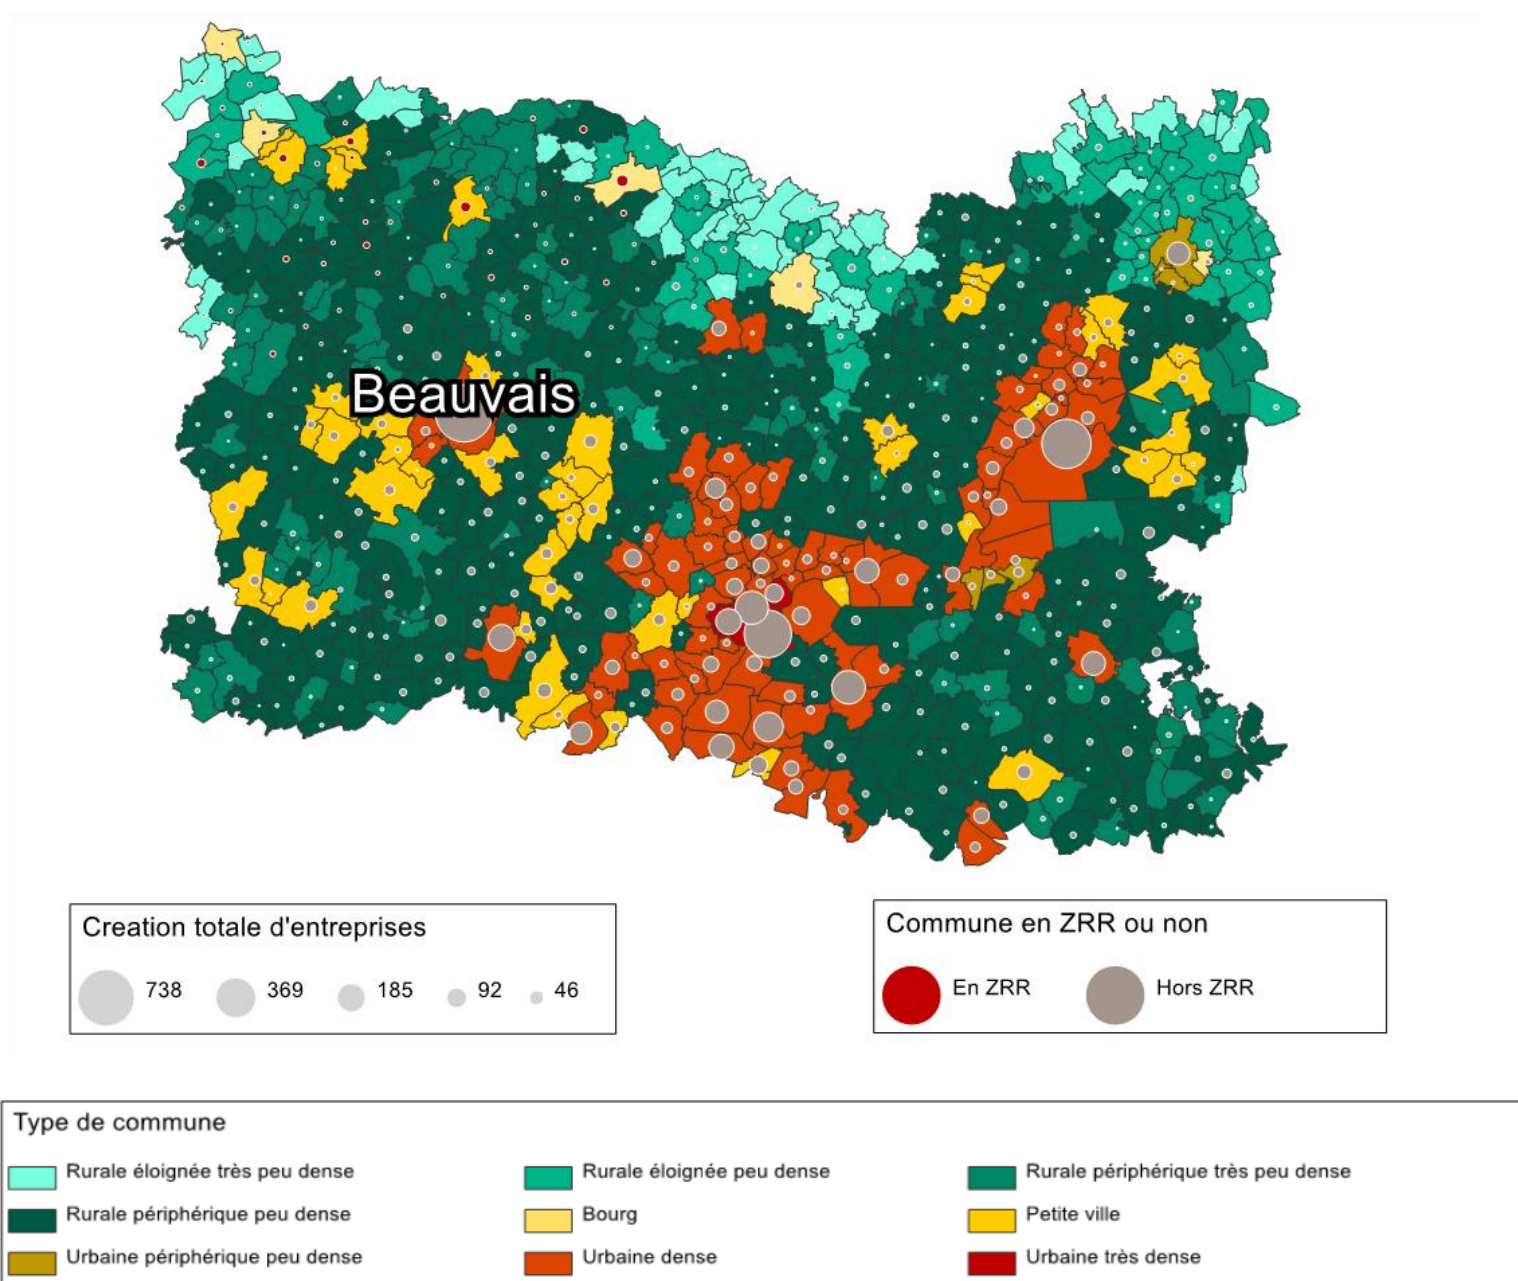 Beauvais
Creation totale d'entreprises
738 369 185 92 46
Commune en ZRR ou non
En ZRR Hors ZRR
Type de commune
Rurale éloignée très peu dense Rurale éloignée peu dense Rurale périphérique très peu dense
Rurale périphérique peu dense Bourg Petite ville
Urbaine périphérique peu dense Urbaine dense Urbaine très dense